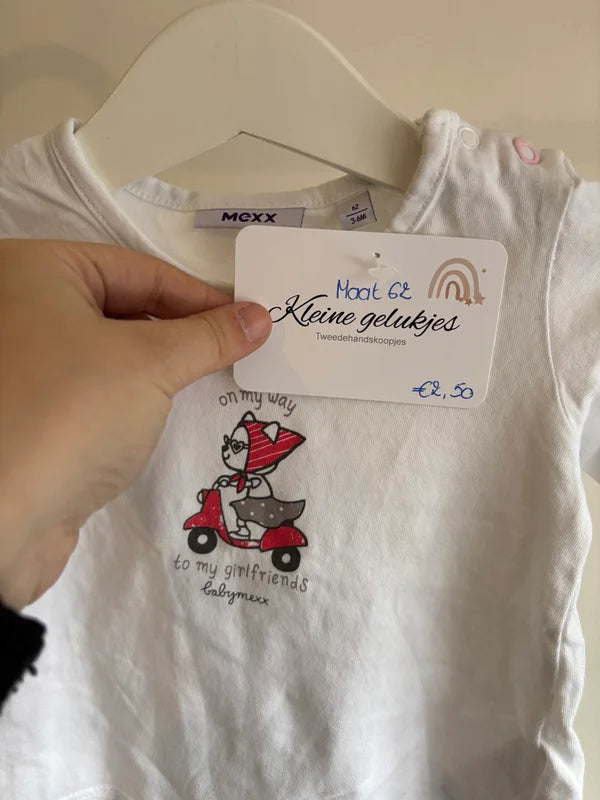 mexx
62
3-6M
Maat 62
Kleine gelukjes
Tweedehandskoopjes
€2,50
on my way
to my girlfriends
babymexx